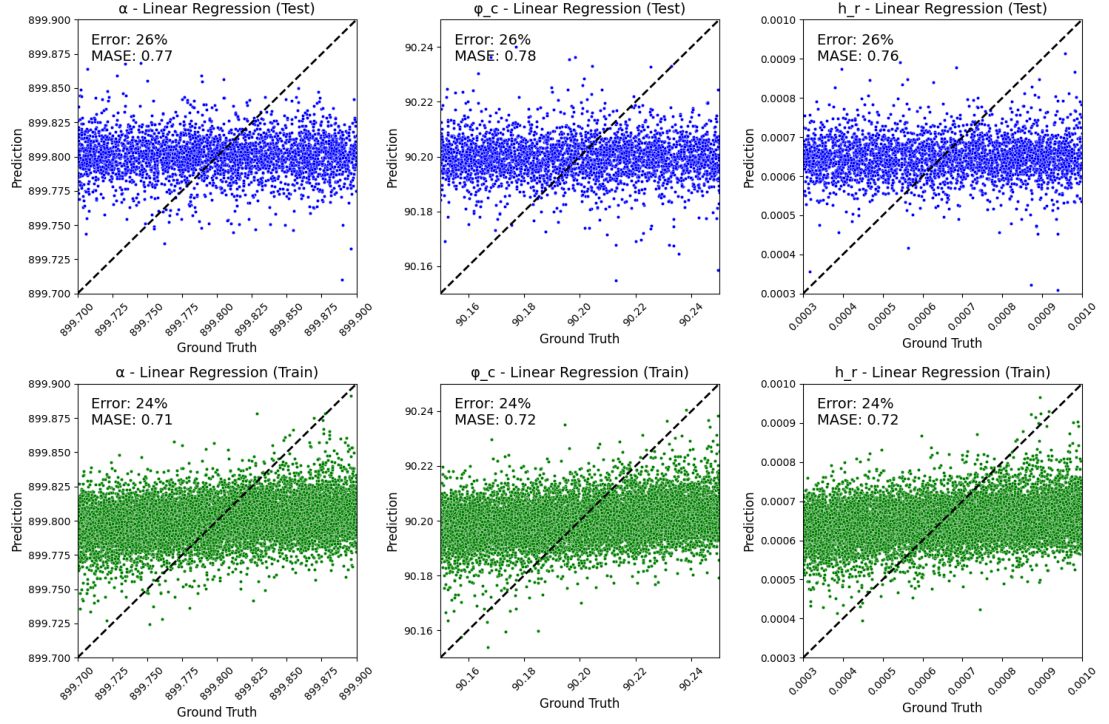 α - Linear Regression (Test)
Error: 26%
MASE: 0.77
Prediction
899.900
899.875
899.850
899.825
899.800
899.775
899.750
899.725
899.700
899.700
899.725
899.750
899.775
899.800
899.825
899.850
899.875
899.900
Ground Truth
φ_c - Linear Regression (Test)
Error: 26%
MASE: 0.78
Prediction
90.24
90.22
90.20
90.18
90.16
90.16
90.18
90.20
90.22
90.24
Ground Truth
h_r - Linear Regression (Test)
Error: 26%
MASE: 0.76
Prediction
0.0010
0.0009
0.0008
0.0007
0.0006
0.0005
0.0004
0.0003
0.0003
0.0004
0.0005
0.0006
0.0007
0.0008
0.0009
0.0010
Ground Truth
α - Linear Regression (Train)
Error: 24%
MASE: 0.71
Prediction
899.900
899.875
899.850
899.825
899.800
899.775
899.750
899.725
899.700
899.700
899.725
899.750
899.775
899.800
899.825
899.850
899.875
899.900
Ground Truth
φ_c - Linear Regression (Train)
Error: 24%
MASE: 0.72
Prediction
90.24
90.22
90.20
90.18
90.16
90.16
90.18
90.20
90.22
90.24
Ground Truth
h_r - Linear Regression (Train)
Error: 24%
MASE: 0.72
Prediction
0.0010
0.0009
0.0008
0.0007
0.0006
0.0005
0.0004
0.0003
0.0003
0.0004
0.0005
0.0006
0.0007
0.0008
0.0009
0.0010
Ground Truth